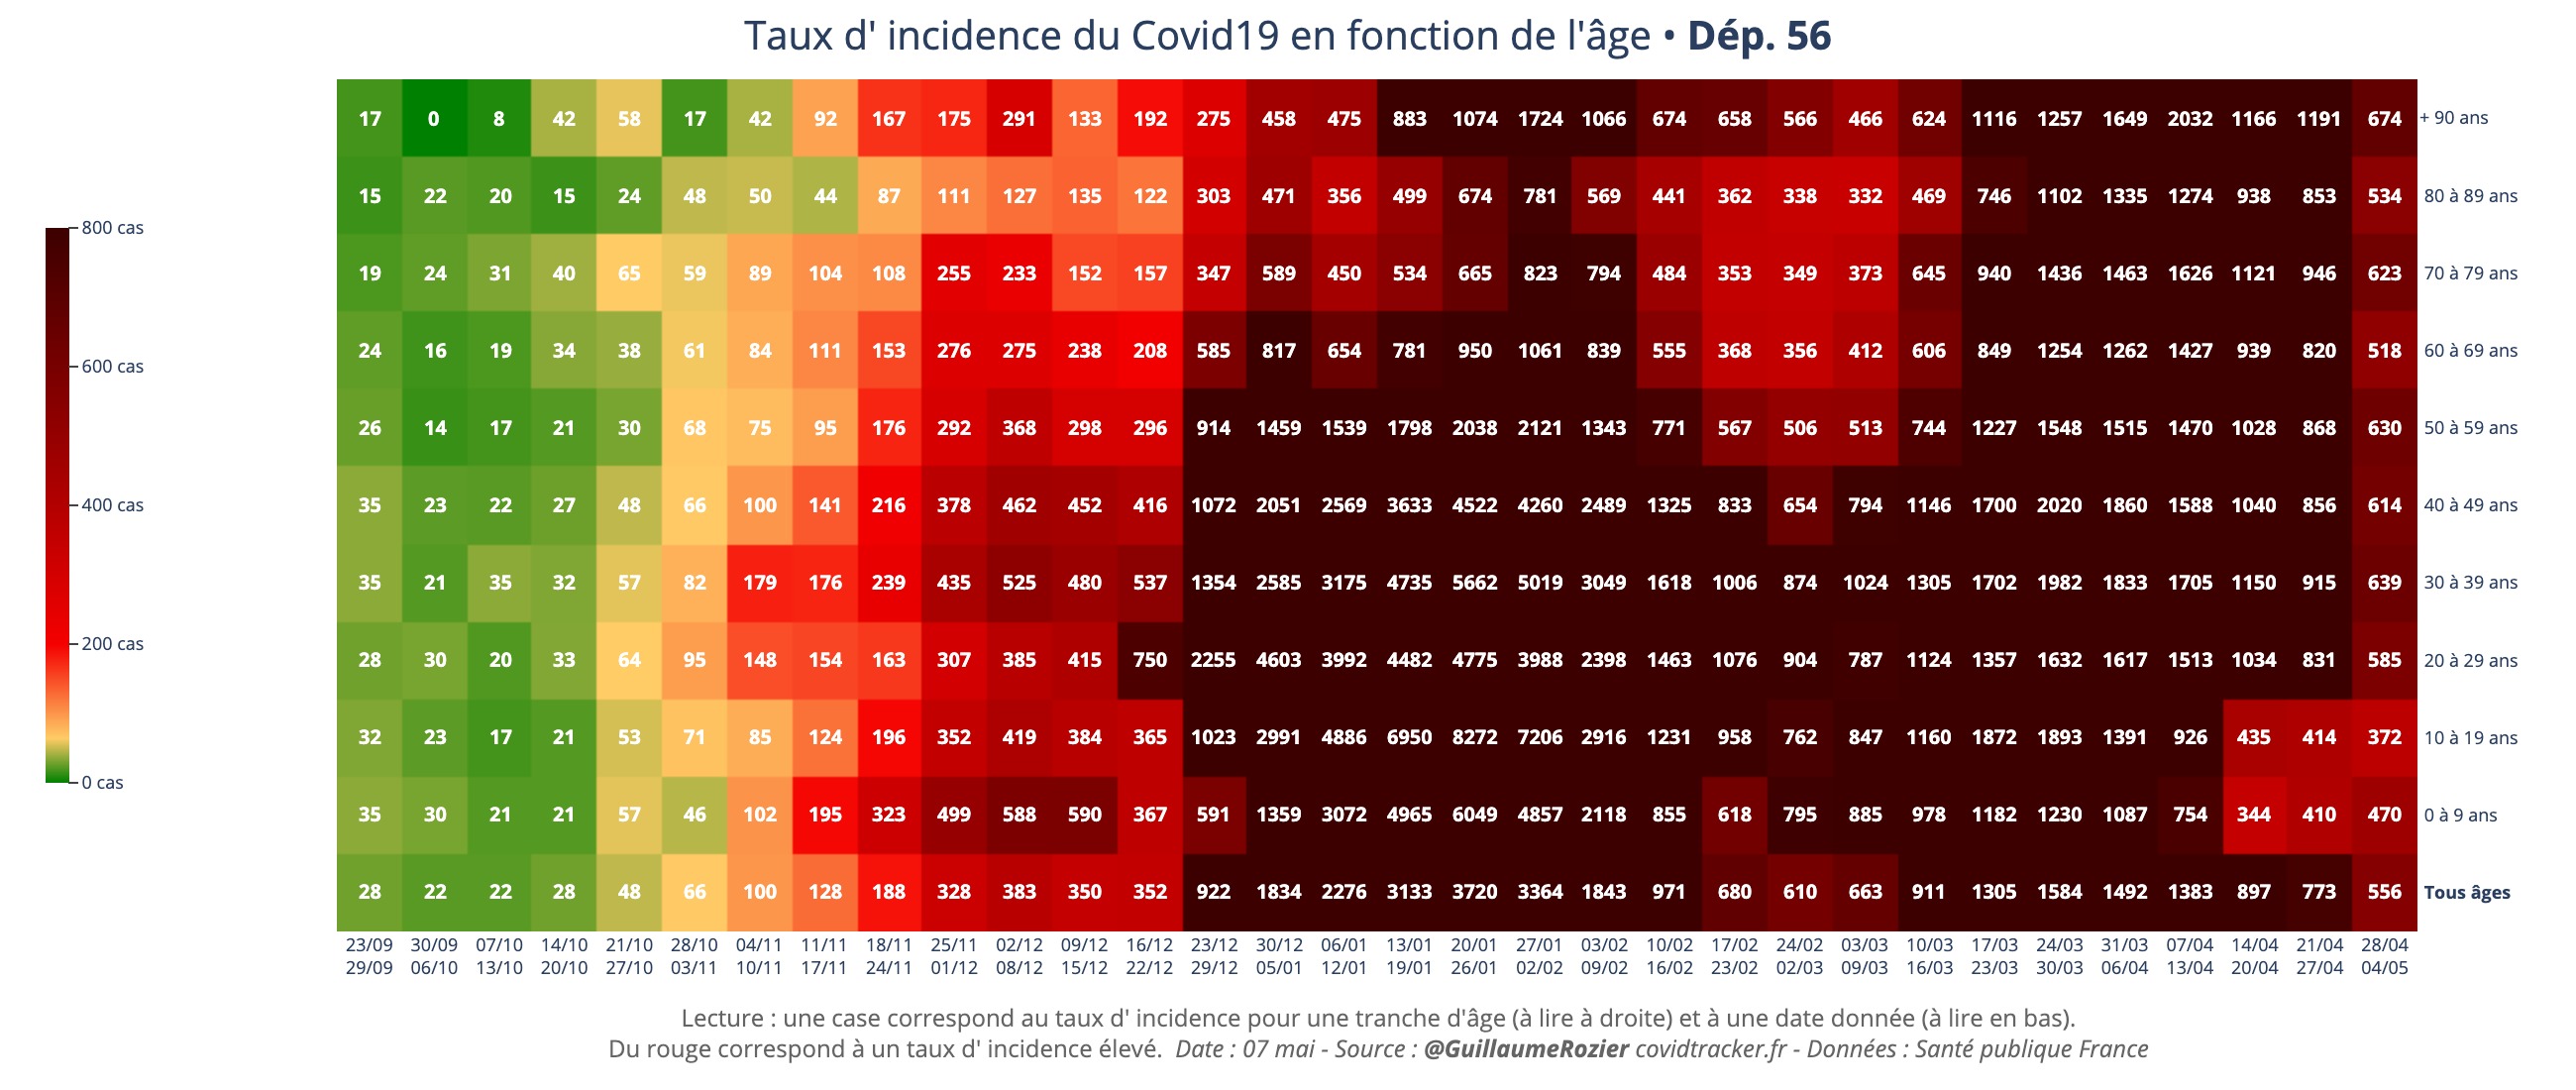 Taux d' incidence du Covid19 en fonction de l'âge • Dép. 56
800 cas
600 cas
400 cas
200 cas
0 cas
17 0 8 42 58 17 42 92 167 175 291 133 192 275 458 475 883 1074 1724 1066 674 658 566 466 624 1116 1257 1649 2032 1166 1191 674 + 90 ans
15 22 20 15 24 48 50 44 87 111 127 135 122 303 471 356 499 674 781 569 441 362 338 332 469 746 1102 1335 1274 938 853 534 80 à 89 ans
19 24 31 40 65 59 89 104 108 255 233 152 157 347 589 450 534 665 823 794 484 353 349 373 645 940 1436 1463 1626 1121 946 623 70 à 79 ans
24 16 19 34 38 61 84 111 153 276 275 238 208 585 817 654 781 950 1061 839 555 368 356 412 606 849 1254 1262 1427 939 820 518 60 à 69 ans
26 14 17 21 30 68 75 95 176 292 368 298 296 914 1459 1539 1798 2038 2121 1343 771 567 506 513 744 1227 1548 1515 1470 1028 868 630 50 à 59 ans
35 23 22 27 48 66 100 141 216 378 462 452 416 1072 2051 2569 3633 4522 4260 2489 1325 833 654 794 1146 1700 2020 1860 1588 1040 856 614 40 à 49 ans
35 21 35 32 57 82 179 176 239 435 525 480 537 1354 2585 3175 4735 5662 5019 3049 1618 1006 874 1024 1305 1702 1982 1833 1705 1150 915 639 30 à 39 ans
28 30 20 33 64 95 148 154 163 307 385 415 750 2255 4603 3992 4482 4775 3988 2398 1463 1076 904 787 1124 1357 1632 1617 1513 1034 831 585 20 à 29 ans
32 23 17 21 53 71 85 124 196 352 419 384 365 1023 2991 4886 6950 8272 7206 2916 1231 958 762 847 1160 1872 1893 1391 926 435 414 372 10 à 19 ans
35 30 21 21 57 46 102 195 323 499 588 590 367 591 1359 3072 4965 6049 4857 2118 855 618 795 885 978 1182 1230 1087 754 344 410 470 0 à 9 ans
28 22 22 28 48 66 100 128 188 328 383 350 352 922 1834 2276 3133 3720 3364 1843 971 680 610 663 911 1305 1584 1492 1383 897 773 556 Tous âges
23/09 30/09 07/10 14/10 21/10 28/10 04/11 11/11 18/11 25/11 02/12 09/12 16/12 23/12 30/12 06/01 13/01 20/01 27/01 03/02 10/02 17/02 24/02 03/03 10/03 17/03 24/03 31/03 07/04 14/04 21/04 28/04
29/09 06/10 13/10 20/10 27/10 03/11 10/11 17/11 24/11 01/12 08/12 15/12 22/12 29/12 05/01 12/01 19/01 26/01 02/02 09/02 16/02 23/02 02/03 09/03 16/03 23/03 30/03 06/04 13/04 20/04 27/04 04/05
Lecture : une case correspond au taux d' incidence pour une tranche d'âge (à lire à droite) et à une date donnée (à lire en bas).
Du rouge correspond à un taux d' incidence élevé. Date : 07 mai - Source : @GuillaumeRozier covidtracker.fr - Données : Santé publique France